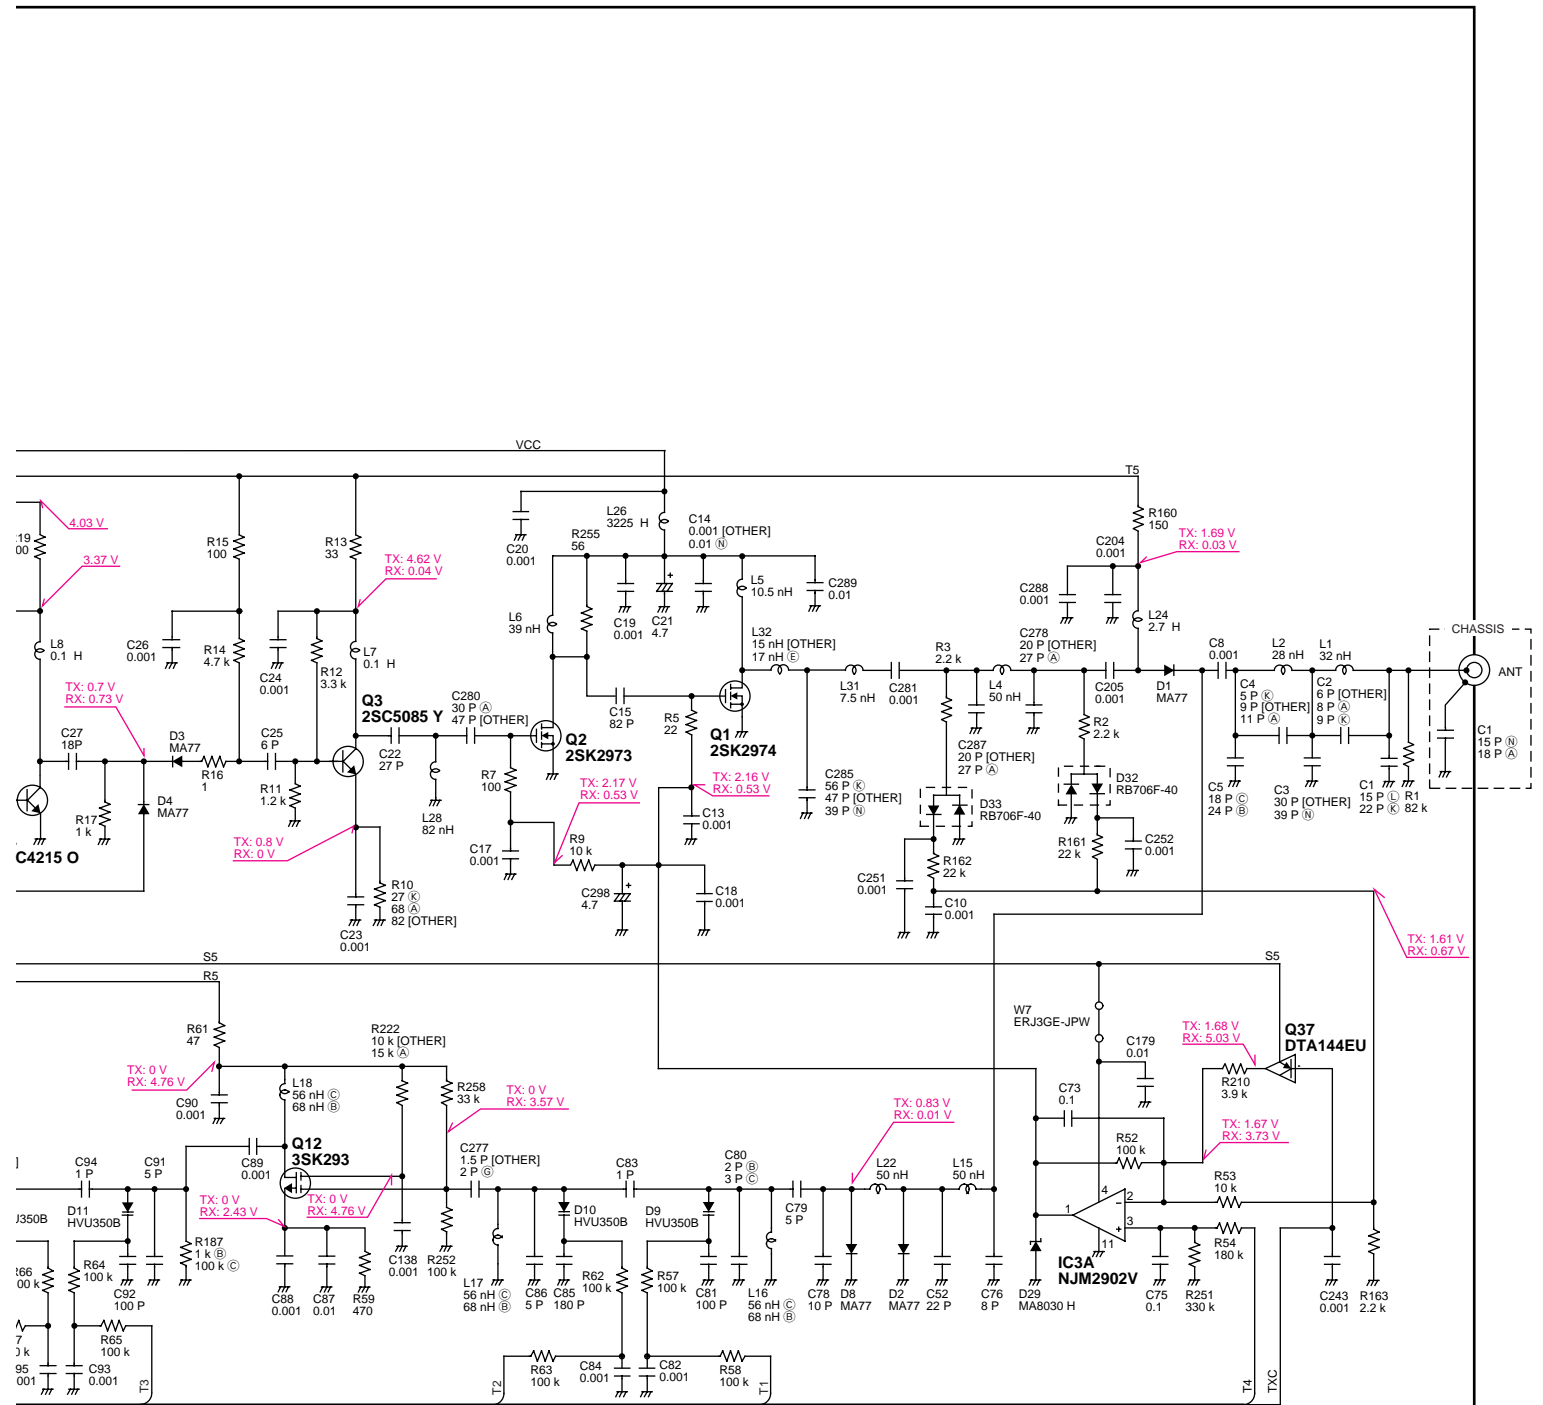 VCC
T5
4.03 V
3.37 V
R15
100
R13
33
TX: 4.62 V
RX: 0.04 V
C20
0.001
R255
56
L26
3225 H
C14
0.001 [OTHER]
0.01 Ⓝ
R160
150
C204
0.001
TX: 1.69 V
RX: 0.03 V
L8
0.1 H
C26
0.001
R14
4.7 k
C24
0.001
R12
3.3 k
L7
0.1 H
L6
39 nH
C19
0.001
C21
4.7
L5
10.5 nH
C289
0.01
C288
0.001
L24
2.7 H
L32
15 nH [OTHER]
17 nH Ⓔ
R3
2.2 k
C278
20 P [OTHER]
27 P Ⓐ
C8
0.001
L2
28 nH
L1
32 nH
CHASSIS
ANT
TX: 0.7 V
RX: 0.73 V
Q3
2SC5085 Y
C280
30 P Ⓐ
47 P [OTHER]
C15
82 P
R5
22
Q1
2SK2974
L31
7.5 nH
C281
0.001
L4
50 nH
C205
0.001
D1
MA77
C4
5 P Ⓚ
9 P [OTHER]
11 P Ⓐ
C2
6 P [OTHER]
8 P Ⓐ
9 P Ⓚ
C27
18P
D3
MA77
R16
1
C25
6 P
C22
27 P
Q2
2SK2973
R2
2.2 k
C1
15 P Ⓝ
18 P Ⓐ
R17
1 k
D4
MA77
R11
1.2 k
L28
82 nH
R7
100
TX: 2.17 V
RX: 0.53 V
TX: 2.16 V
RX: 0.53 V
C285
56 P Ⓚ
47 P [OTHER]
39 P Ⓝ
C287
20 P [OTHER]
27 P Ⓐ
D33
RB706F-40
D32
RB706F-40
C5
18 P Ⓒ
24 P Ⓑ
C3
30 P [OTHER]
39 P Ⓝ
C1
15 P Ⓛ
22 P Ⓚ
R1
82 k
C4215 O
TX: 0.8 V
RX: 0 V
C17
0.001
R9
10 k
C13
0.001
R161
22 k
C252
0.001
R10
27 Ⓚ
68 Ⓐ
82 [OTHER]
C23
0.001
C298
4.7
C18
0.001
C251
0.001
R162
22 k
C10
0.001
TX: 1.61 V
RX: 0.67 V
S5
R5
S5
R61
47
R222
10 k [OTHER]
15 k Ⓐ
W7
ERJ3GE-JPW
C179
0.01
TX: 1.68 V
RX: 5.03 V
Q37
DTA144EU
TX: 0 V
RX: 4.76 V
C90
0.001
L18
56 nH Ⓒ
68 nH Ⓑ
R258
33 k
TX: 0 V
RX: 3.57 V
C73
0.1
R210
3.9 k
TX: 0.83 V
RX: 0.01 V
TX: 1.67 V
RX: 3.73 V
C94
1 P
C91
5 P
C89
0.001
Q12
3SK293
C277
1.5 P [OTHER]
2 P Ⓖ
C83
1 P
C80
2 P Ⓑ
3 P Ⓒ
L22
50 nH
L15
50 nH
R52
100 k
R53
10 k
D11
HVU350B
TX: 0 V
RX: 2.43 V
TX: 0 V
RX: 4.76 V
D10
HVU350B
D9
HVU350B
C79
5 P
4
2
1
3
11
R64
100 k
C92
100 P
R187
1 k Ⓑ
100 k Ⓒ
C88
0.001
C87
0.01
R59
470
C138
0.001
R252
100 k
L17
56 nH Ⓒ
68 nH Ⓑ
C86
5 P
C85
180 P
R62
100 k
R57
100 k
C81
100 P
L16
56 nH Ⓒ
68 nH Ⓑ
C78
10 P
D8
MA77
D2
MA77
C52
22 P
C76
8 P
D29
MA8030 H
IC3A
NJM2902V
C75
0.1
R54
180 k
R251
330 k
C243
0.001
R163
2.2 k
R65
100 k
C93
0.001
T3
T2
R63
100 k
C84
0.001
C82
0.001
R58
100 k
T1
T4
TXC